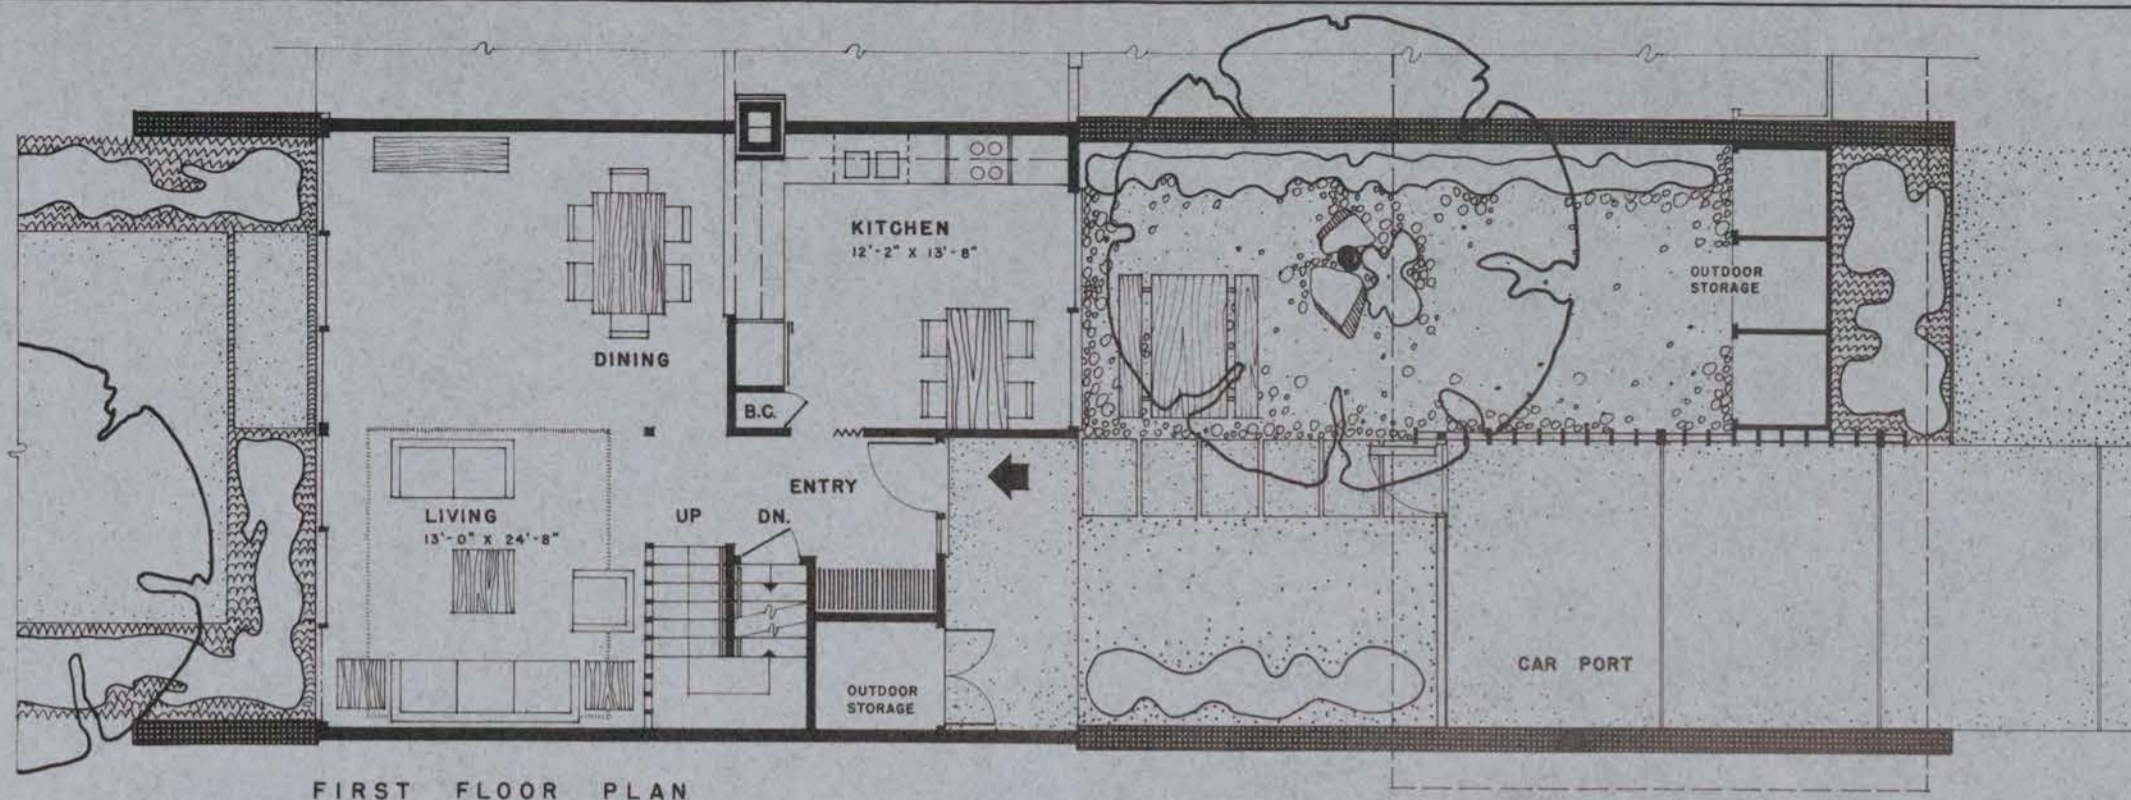 KITCHEN
12'-2" X 13'-8"
OUTDOOR
STORAGE
DINING
B.C.
ENTRY
LIVING
13'-0" X 24'-8"
UP
DN.
CAR PORT
OUTDOOR
STORAGE
FIRST FLOOR PLAN